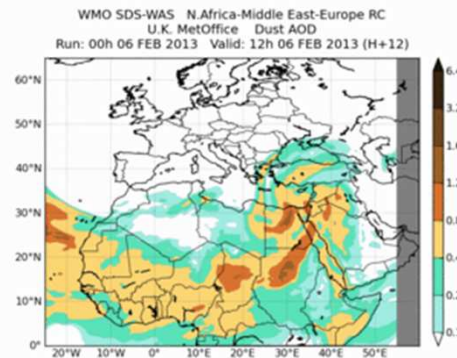 WMO SDS-WAS   N.Africa-Middle East-Europe RC
U.K. MetOffice    Dust AOD
Run: 00h 06 FEB 2013   Valid: 12h 06 FEB 2013 (H+12)
60°N
50°N
40°N
30°N
20°N
10°N
0°
20°W 10°W 0° 10°E 20°E 30°E 40°E 50°E